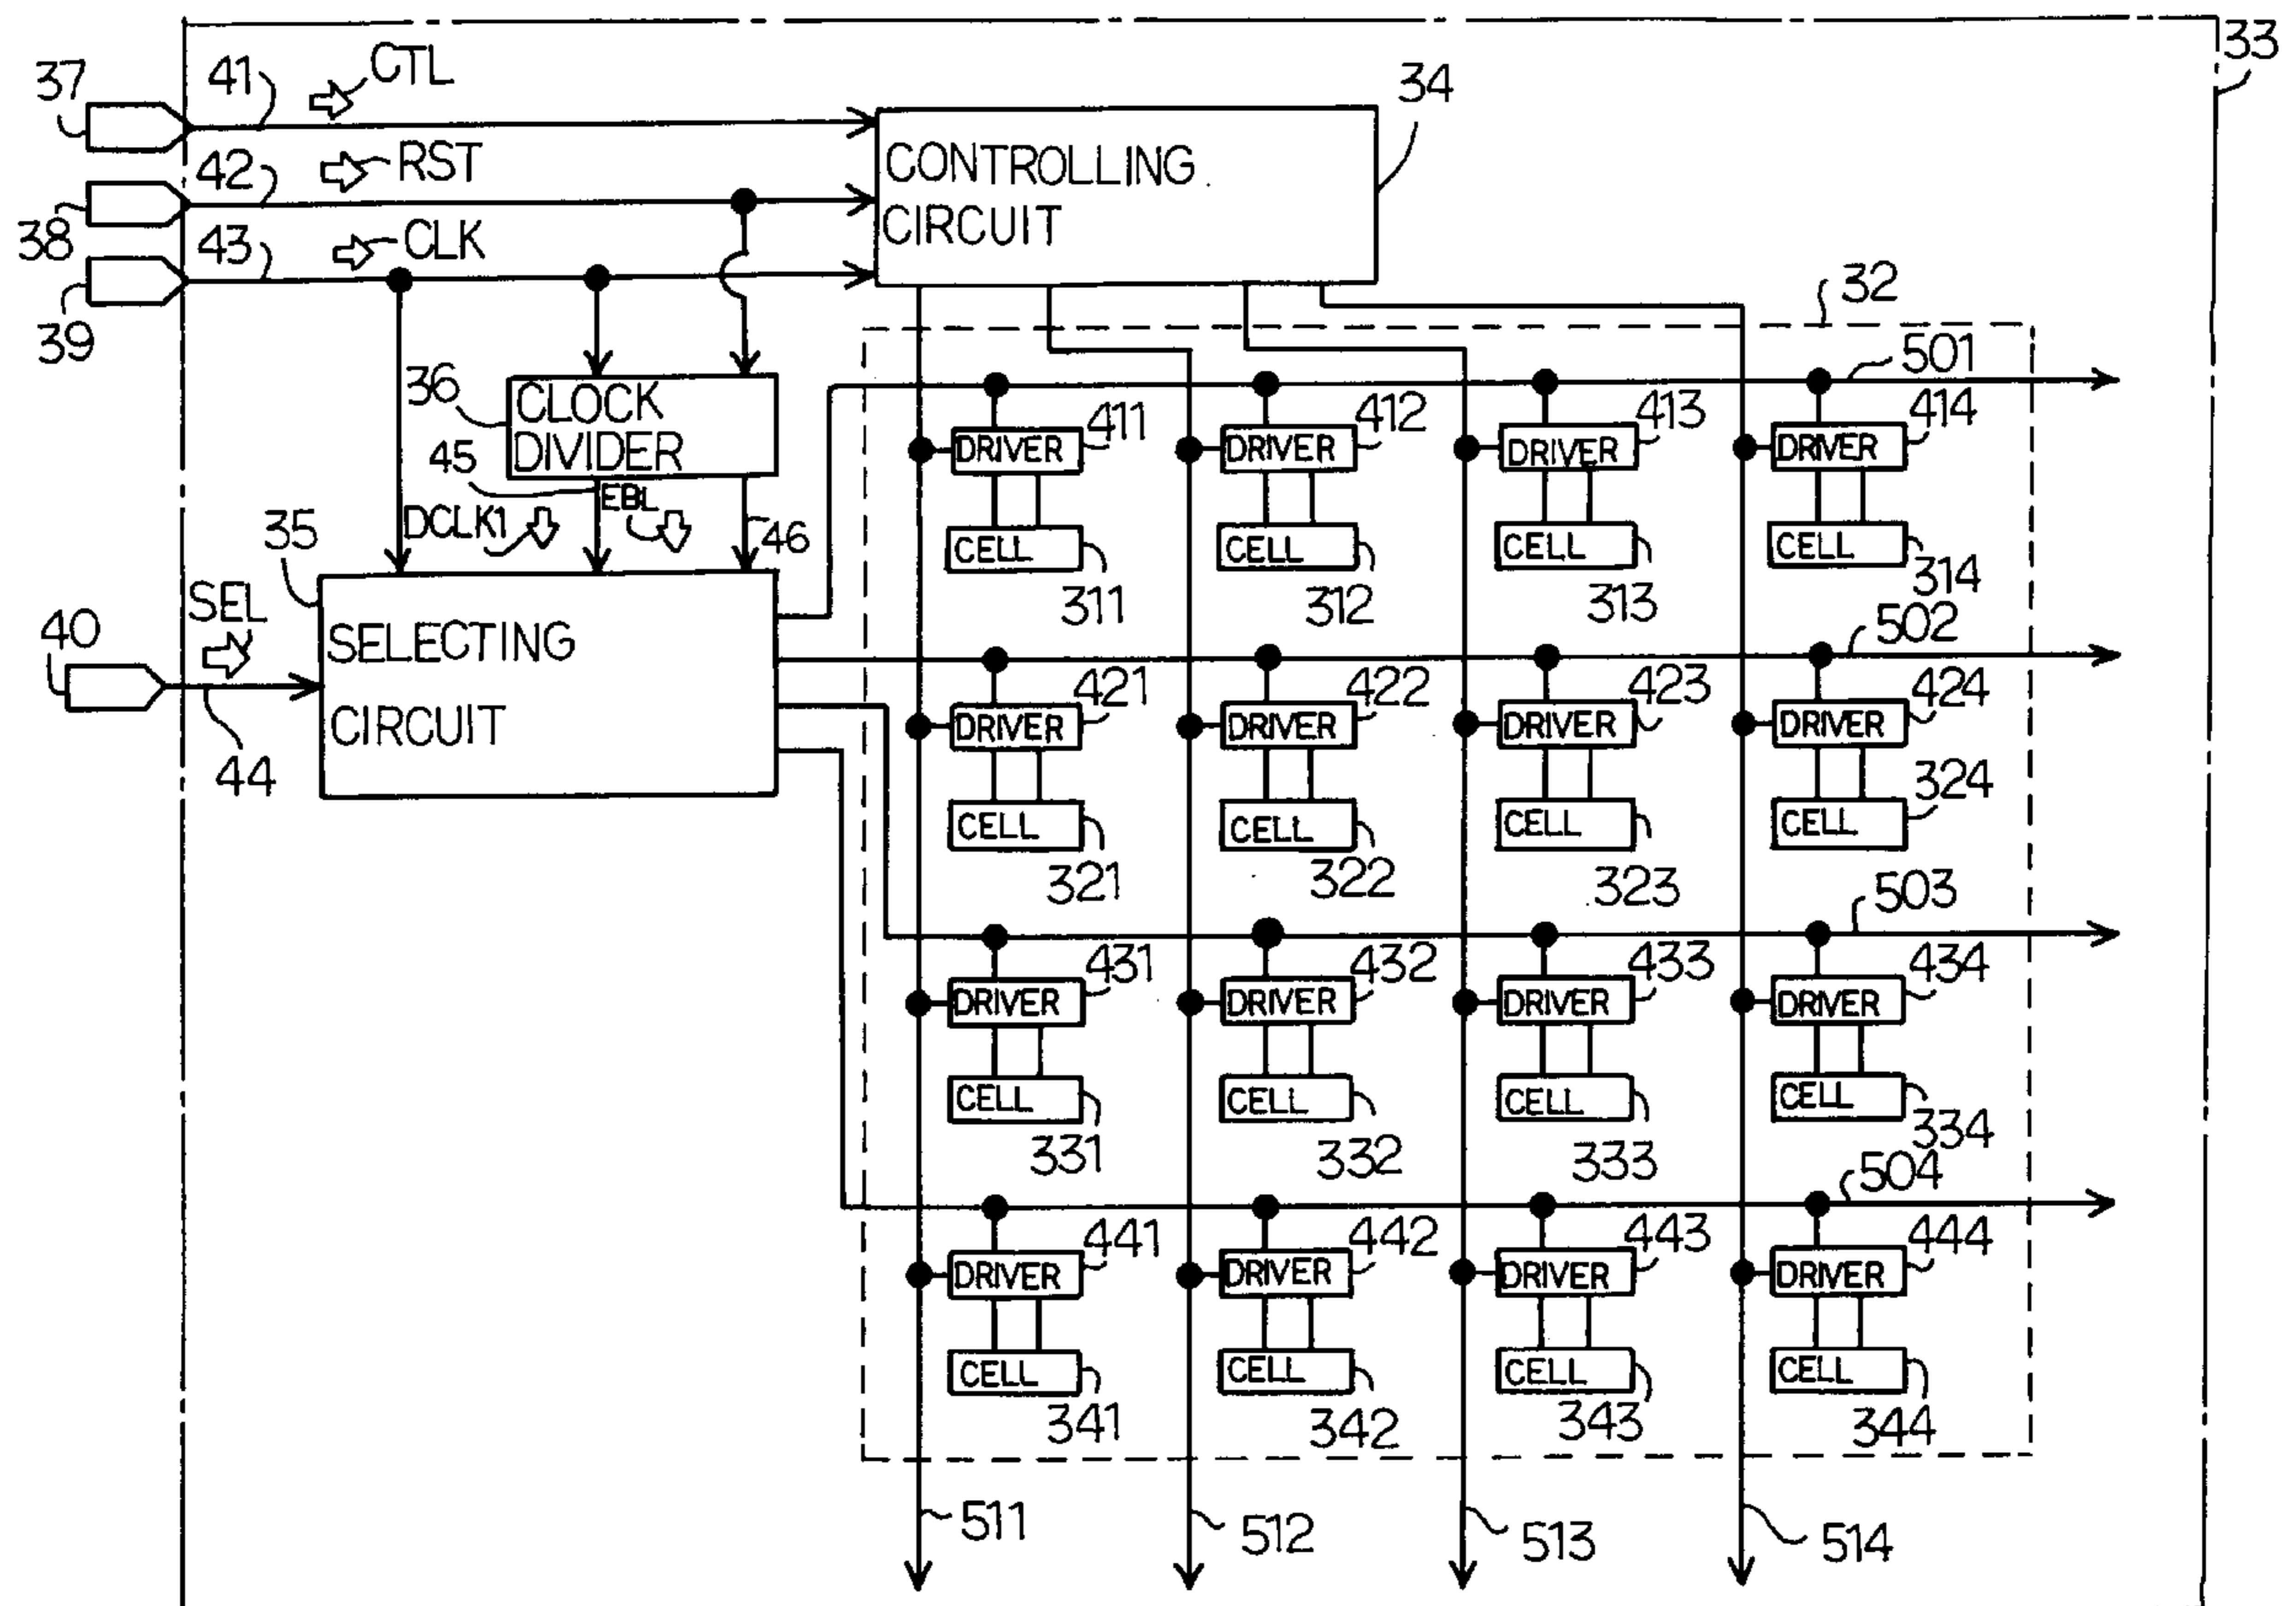 33
37
41
CTL
34
42
RST
CONTROLLING
CIRCUIT
38
43
CLK
39
32
501
36
CLOCK
DIVIDER
45
EBL
DCLK1
46
35
SEL
40
SELECTING
CIRCUIT
44
411
412
413
414
DRIVER
DRIVER
DRIVER
DRIVER
CELL
CELL
CELL
CELL
311
312
313
314
502
421
422
423
424
DRIVER
DRIVER
DRIVER
DRIVER
324
CELL
CELL
CELL
CELL
321
322
323
503
431
432
433
434
DRIVER
DRIVER
DRIVER
DRIVER
CELL
CELL
CELL
CELL
331
332
333
334
504
441
442
443
444
DRIVER
DRIVER
DRIVER
DRIVER
CELL
CELL
CELL
CELL
341
342
343
344
511
512
513
514